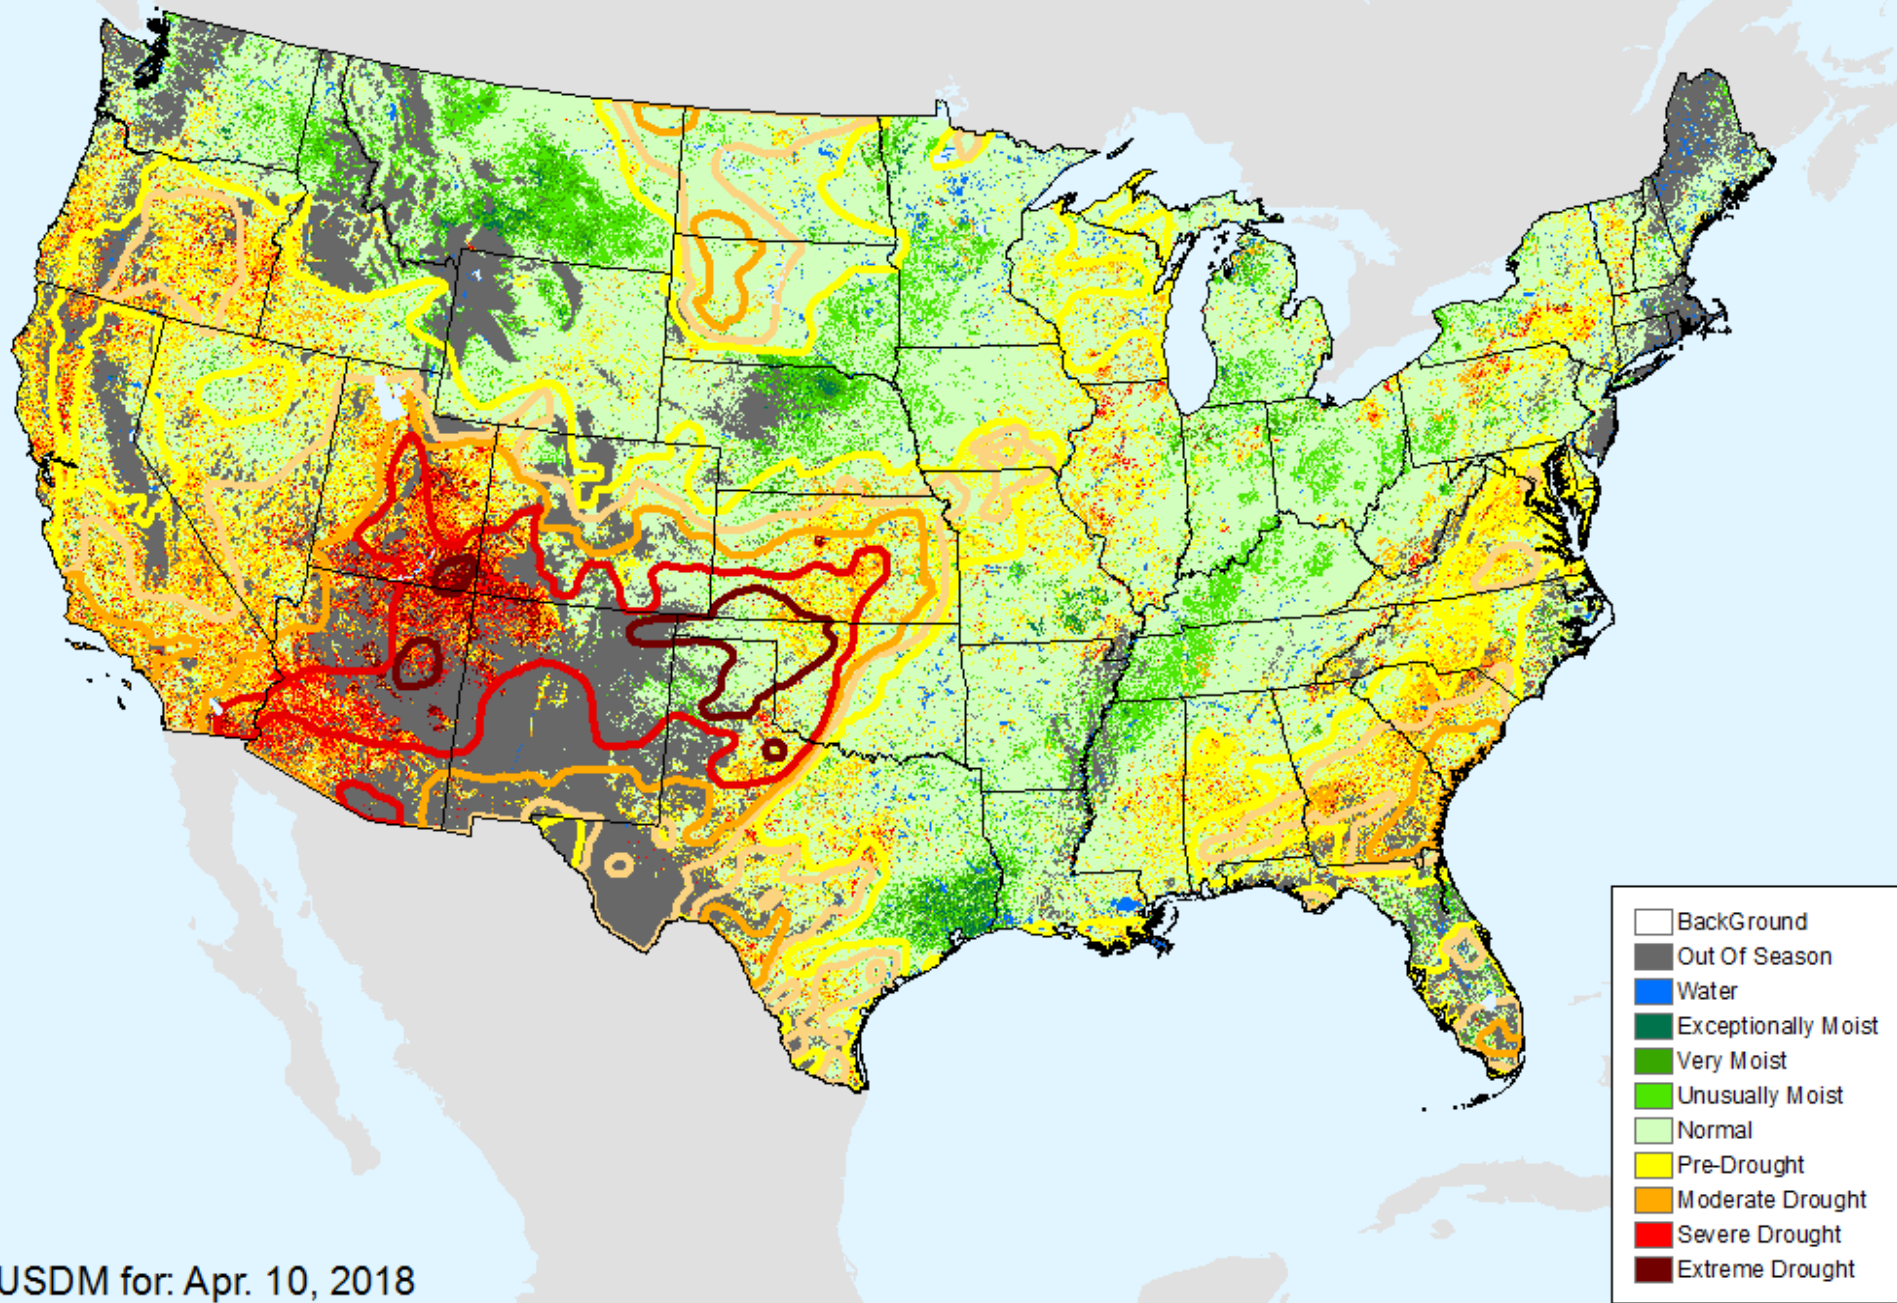 BackGround
Out Of Season
Water
Exceptionally Moist
Very Moist
Unusually Moist
Normal
Pre-Drought
Moderate Drought
Severe Drought
Extreme Drought
USDM for: Apr. 10, 2018